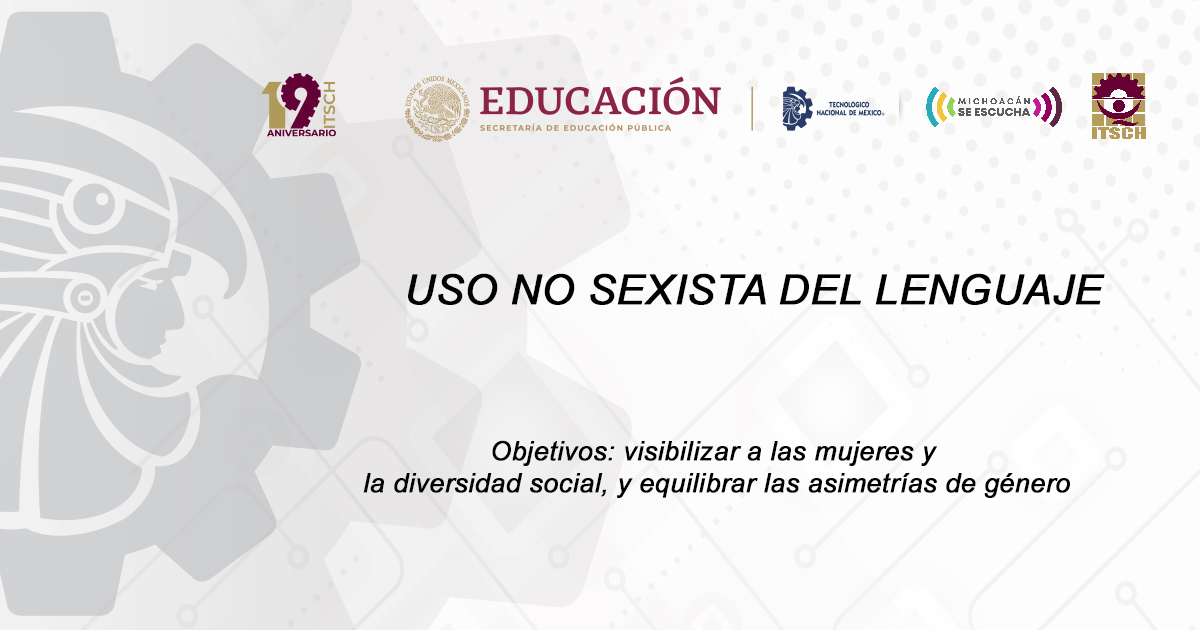 19
ITSCH
ANIVERSARIO
ESTADOS UNIDOS MEXICANOS
EDUCACIÓN
SECRETARÍA DE EDUCACIÓN PÚBLICA
TECNOLÓGICO
NACIONAL DE MÉXICO®
MICHOACÁN
SE ESCUCHA
ITSCH
USO NO SEXISTA DEL LENGUAJE
Objetivos: visibilizar a las mujeres y
la diversidad social, y equilibrar las asimetrías de género